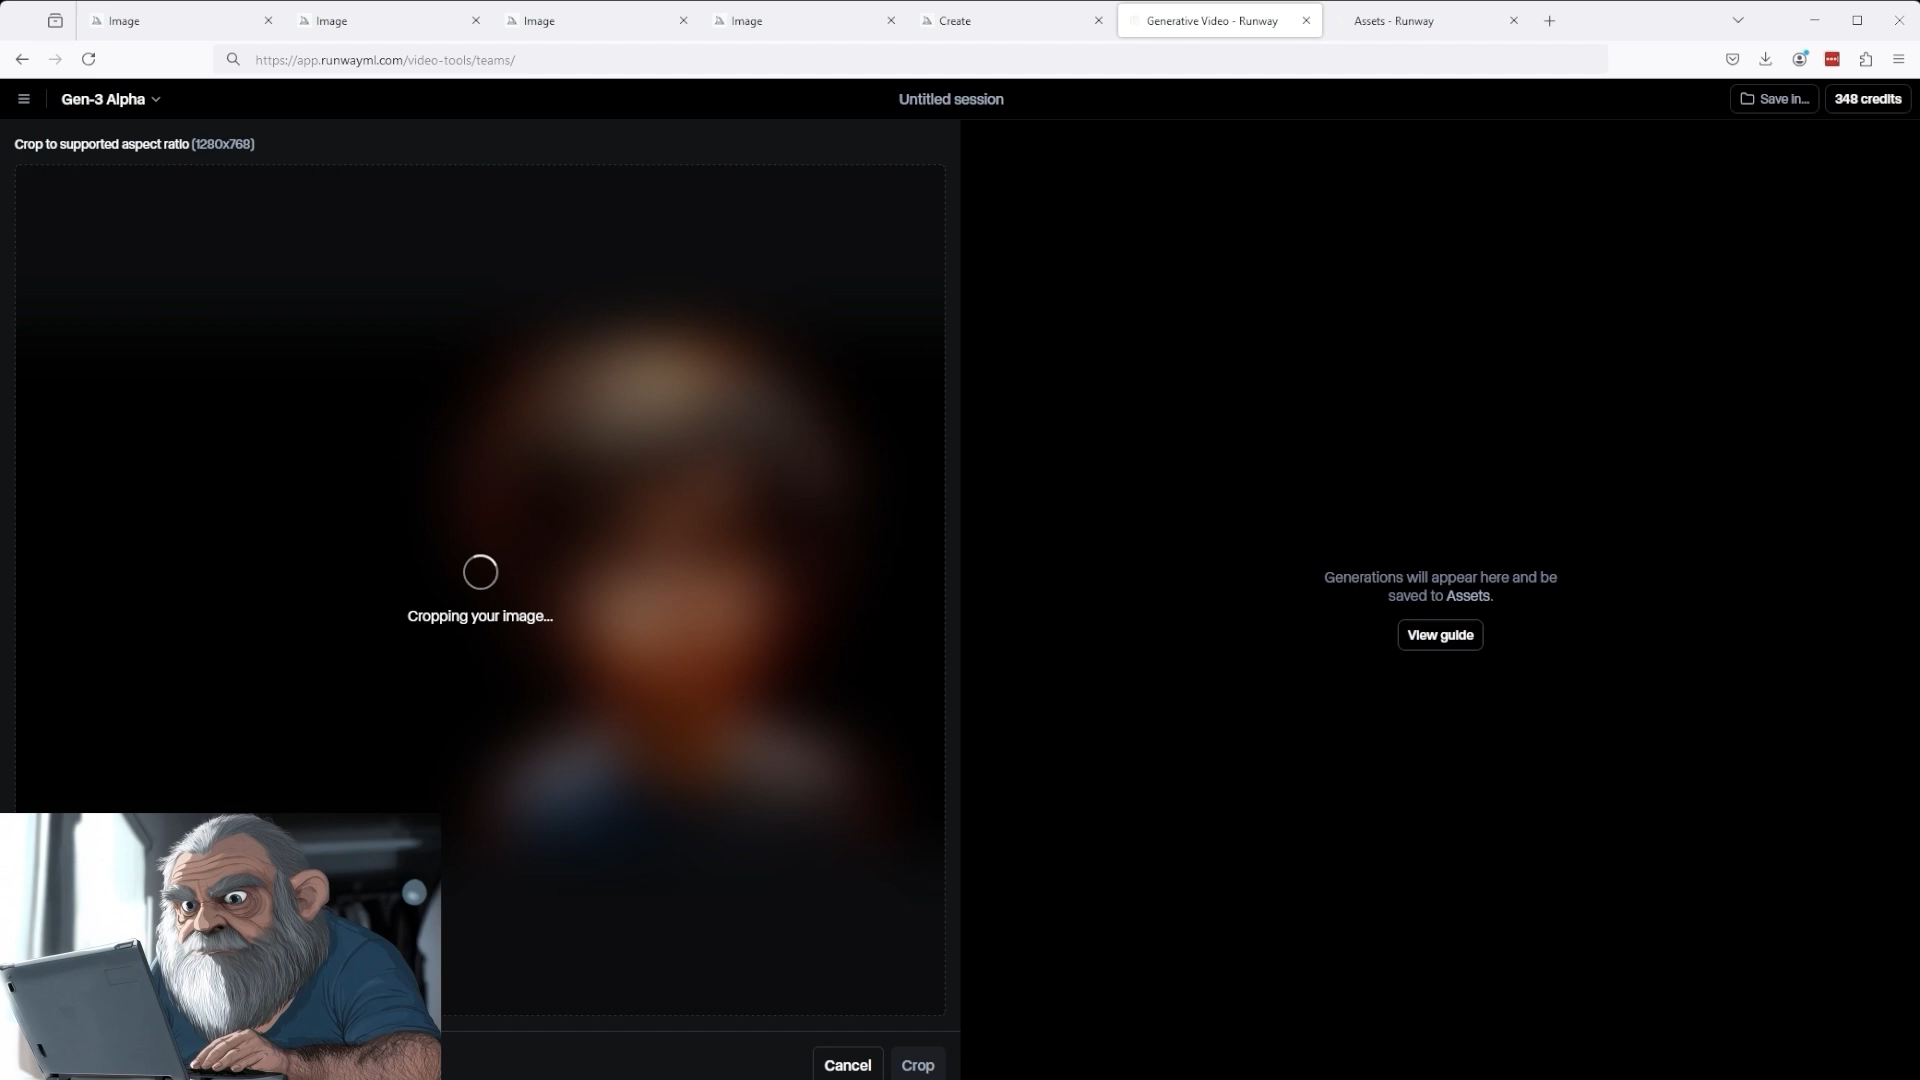 Image
Image
Image
Image
Create
Generative Video - Runway
Assets - Runway
https://app.runwayml.com/video-tools/teams/
Gen-3 Alpha
Untitled session
Save in...
348 credits
Crop to supported aspect ratio (1280x768)
Cropping your image...
Generations will appear here and be
saved to Assets.
View guide
Cancel
Crop